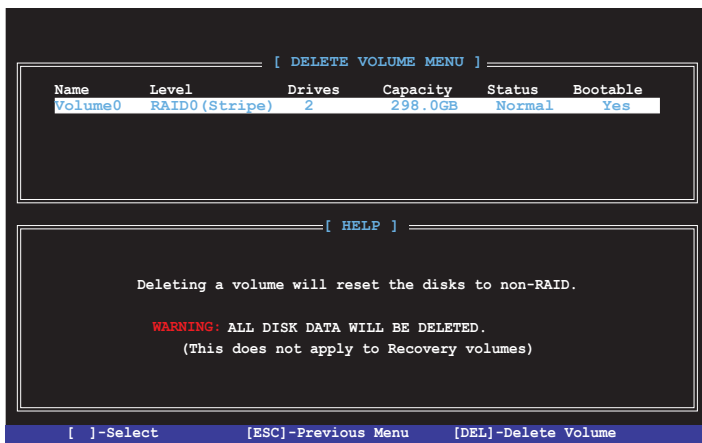 [ DELETE VOLUME MENU ]
Name Level Drives Capacity Status Bootable
Volume0 RAID0(Stripe) 2 298.0GB Normal Yes
[ HELP ]
Deleting a volume will reset the disks to non-RAID.
WARNING: ALL DISK DATA WILL BE DELETED.
(This does not apply to Recovery volumes)
[ ]-Select [ESC]-Previous Menu [DEL]-Delete Volume